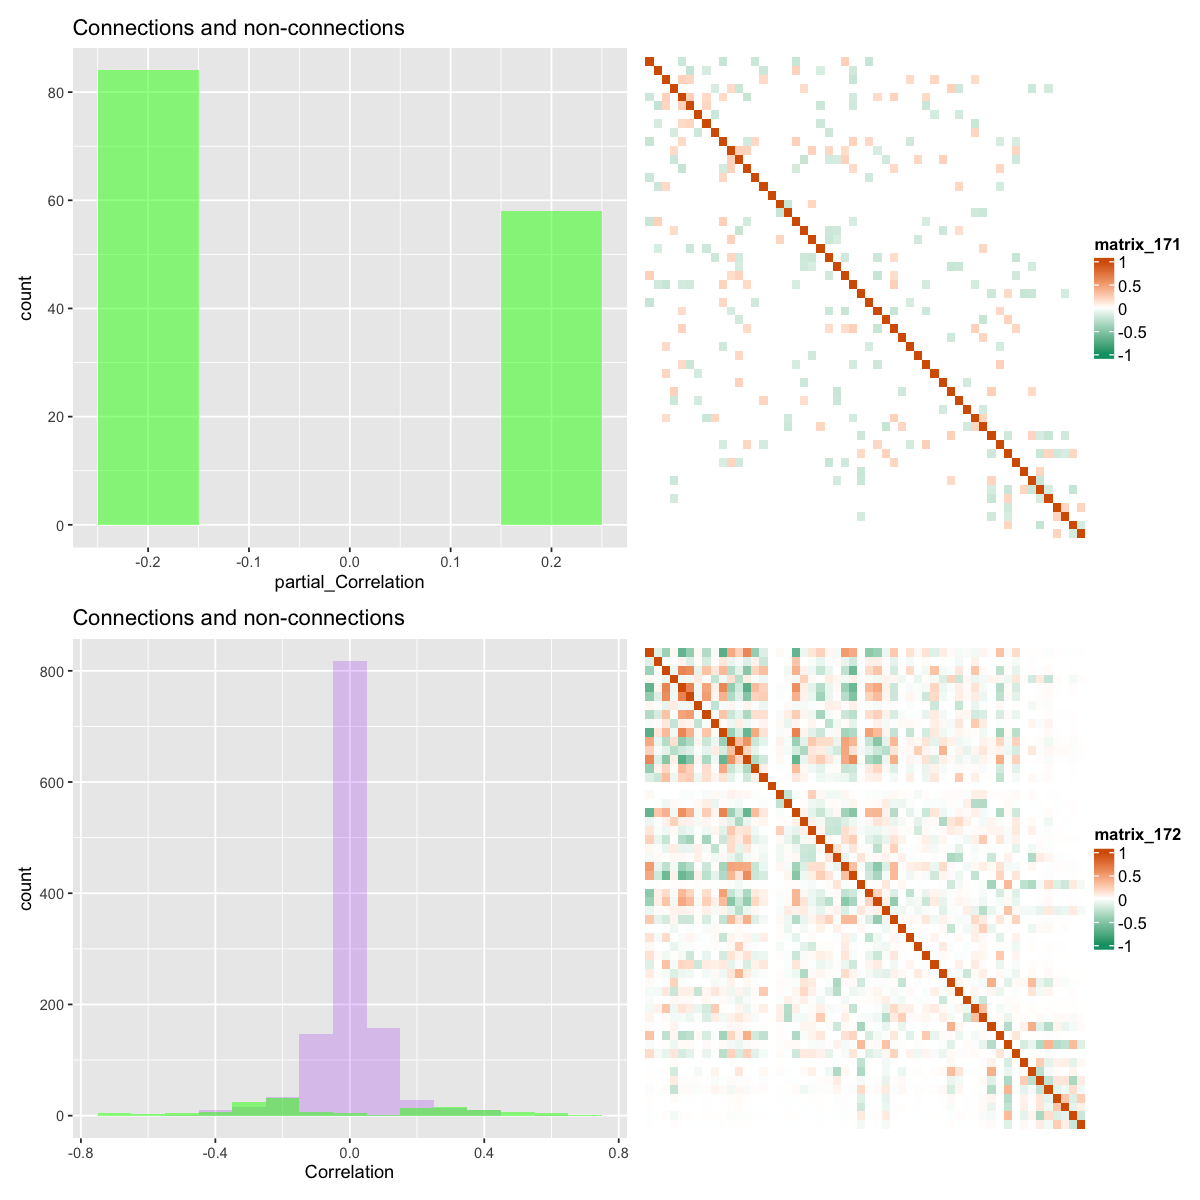 Connections and non-connections
80
60
40
20
0
count
-0.2 -0.1 0.0 0.1 0.2
partial_Correlation
matrix_171
1
0.5
0
-0.5
-1
Connections and non-connections
800
600
400
200
0
count
-0.8 -0.4 0.0 0.4 0.8
Correlation
matrix_172
1
0.5
0
-0.5
-1